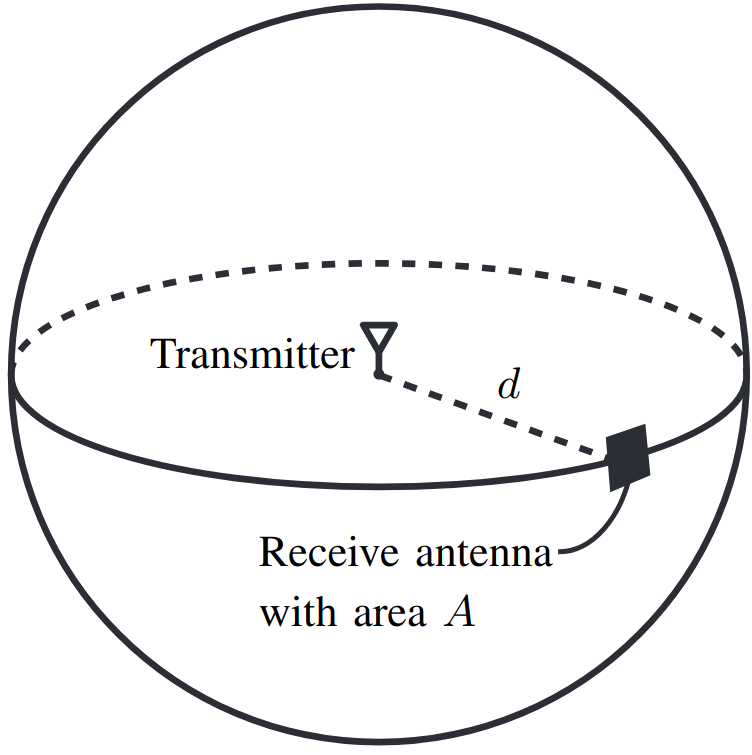 Transmitter
d
Receive antenna
with area A